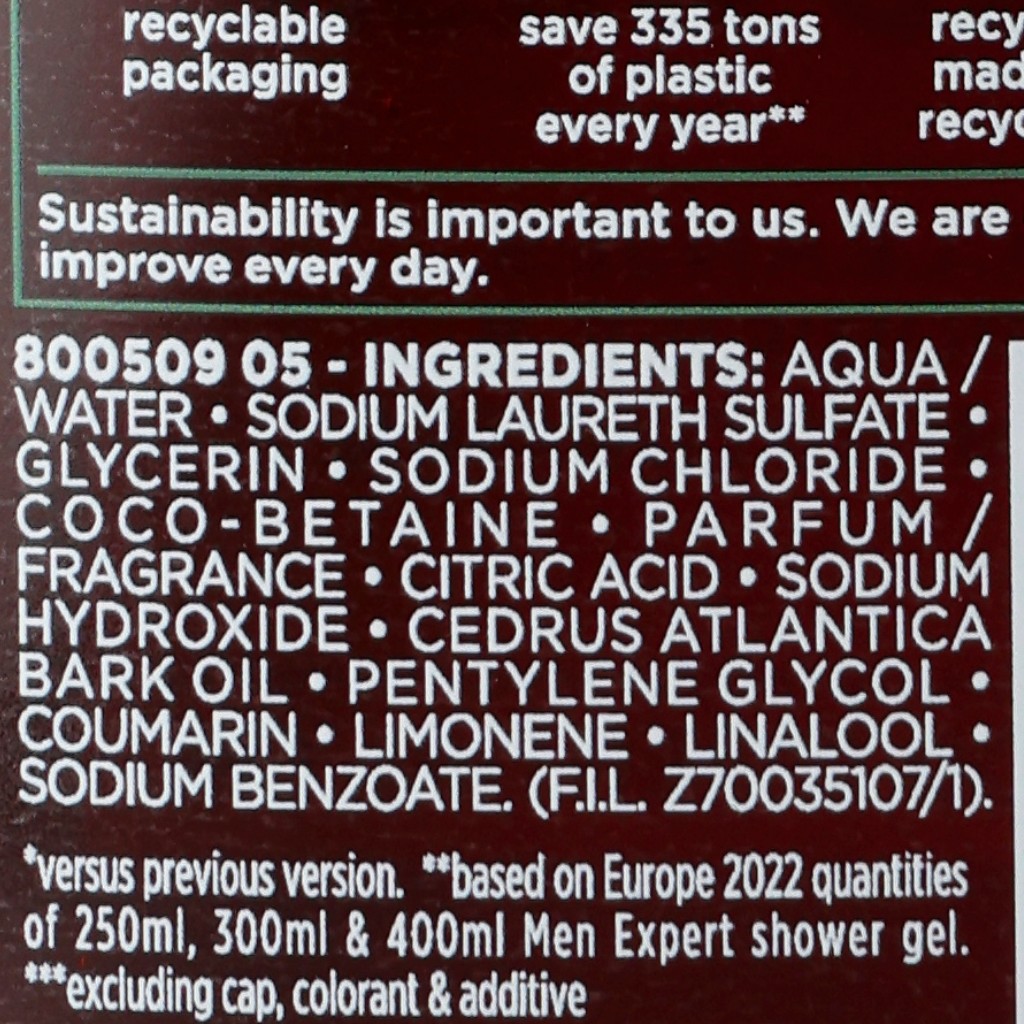 recyclable
packaging
save 335 tons
of plastic
every year**
Sustainability is important to us. We are
improve every day.
800509 05 - INGREDIENTS: AQUA /
WATER • SODIUM LAURETH SULFATE •
GLYCERIN • SODIUM CHLORIDE •
COCO-BETAINE • PARFUM /
FRAGRANCE • CITRIC ACID • SODIUM
HYDROXIDE • CEDRUS ATLANTICA
BARK OIL • PENTYLENE GLYCOL •
COUMARIN • LIMONENE • LINALOOL •
SODIUM BENZOATE. (F.I.L. Z70035107/1).
*versus previous version. **based on Europe 2022 quantities
of 250ml, 300ml & 400ml Men Expert shower gel.
***excluding cap, colorant & additive